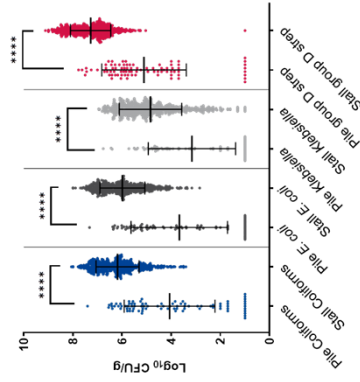 Log10 CFU/g
10
8
6
4
2
0
****
****
****
****
Pile Coliforms
Stall Coliforms
Pile E. coli
Stall E. coli
Pile Klebsiella
Stall Klebsiella
Pile group D strep
Stall group D strep